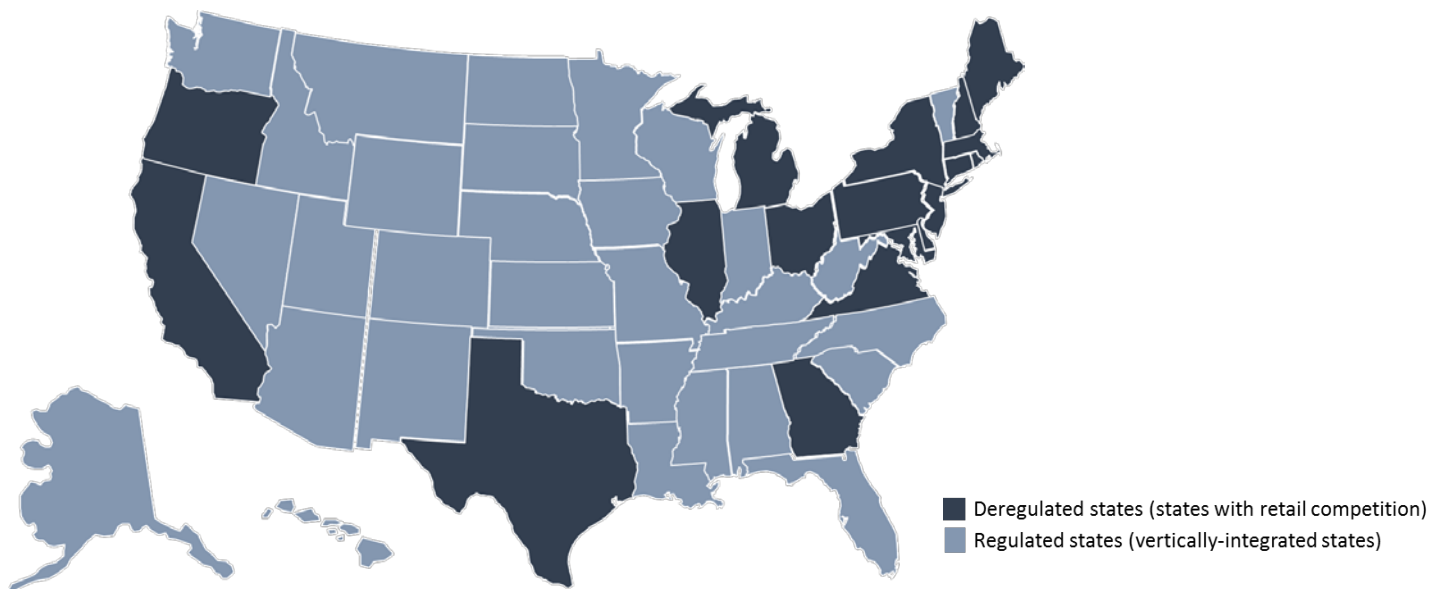 Deregulated states (states with retail competition)
Regulated states (vertically-integrated states)